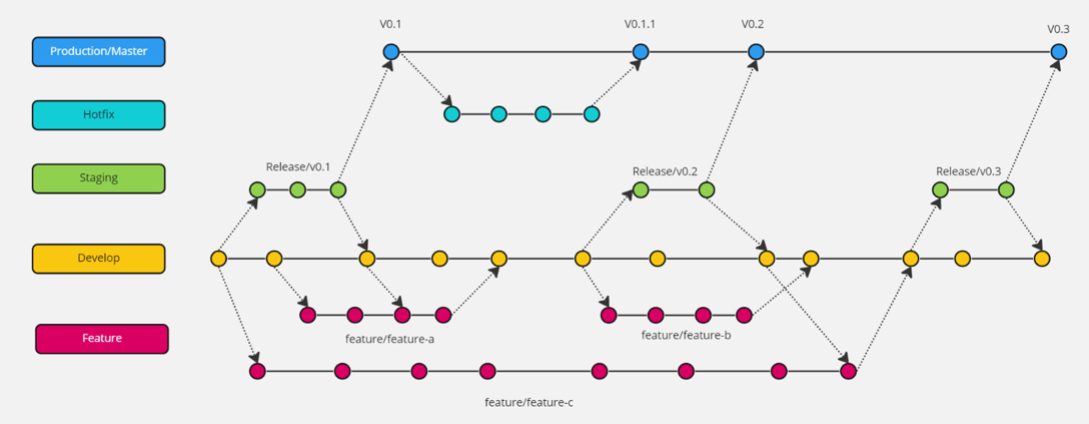 V0.1
V0.1.1
V0.2
V0.3
Production/Master
Hotfix
Release/v0.1
Release/v0.2
Release/v0.3
Staging
Develop
Feature
feature/feature-a
feature/feature-b
feature/feature-c